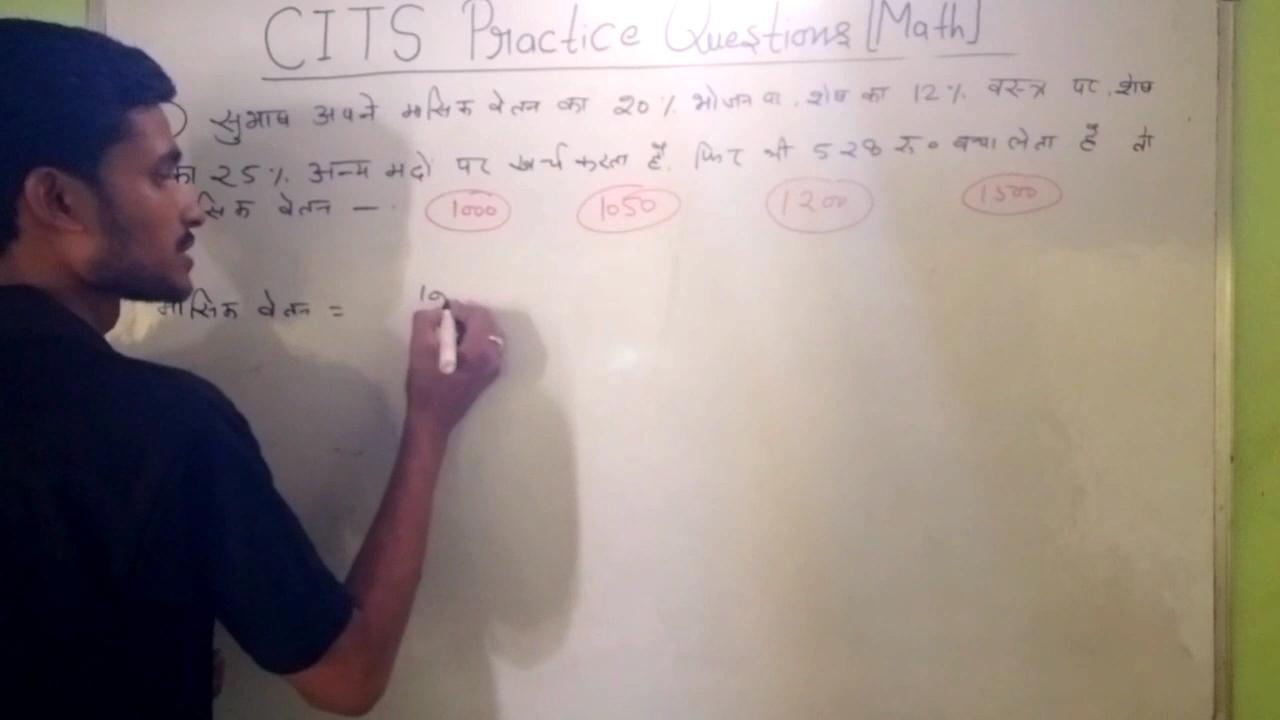 CITS Practice Questions [Math]
) सुभाष अपने मासिक वेतन का 20% भोजन पर, शेष का 12% वस्त्र पर, शेष
का 25% अन्य मदों पर खर्च करता है. फिर भी 528 रु० बचा लेता है तो
सिक वेतन —. 1000 1050 1200 1500
मासिक वेतन = 10